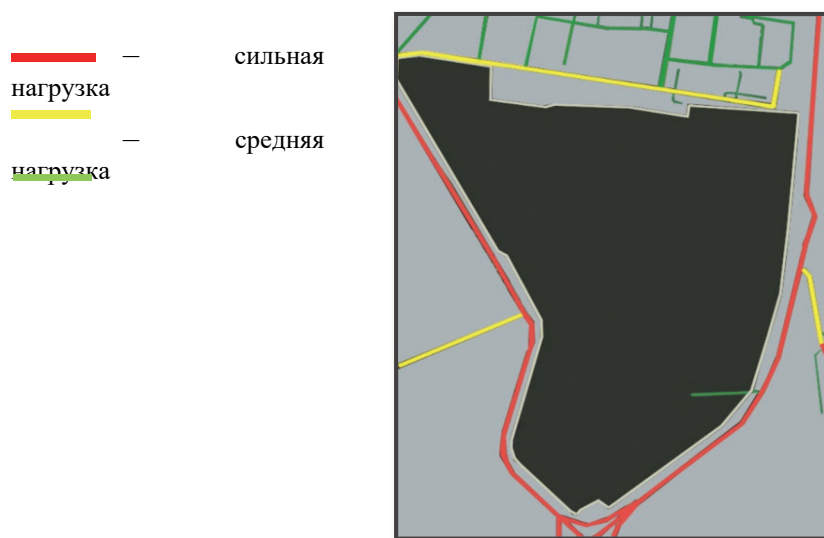 — сильная
нагрузка
— средняя
нагрузка